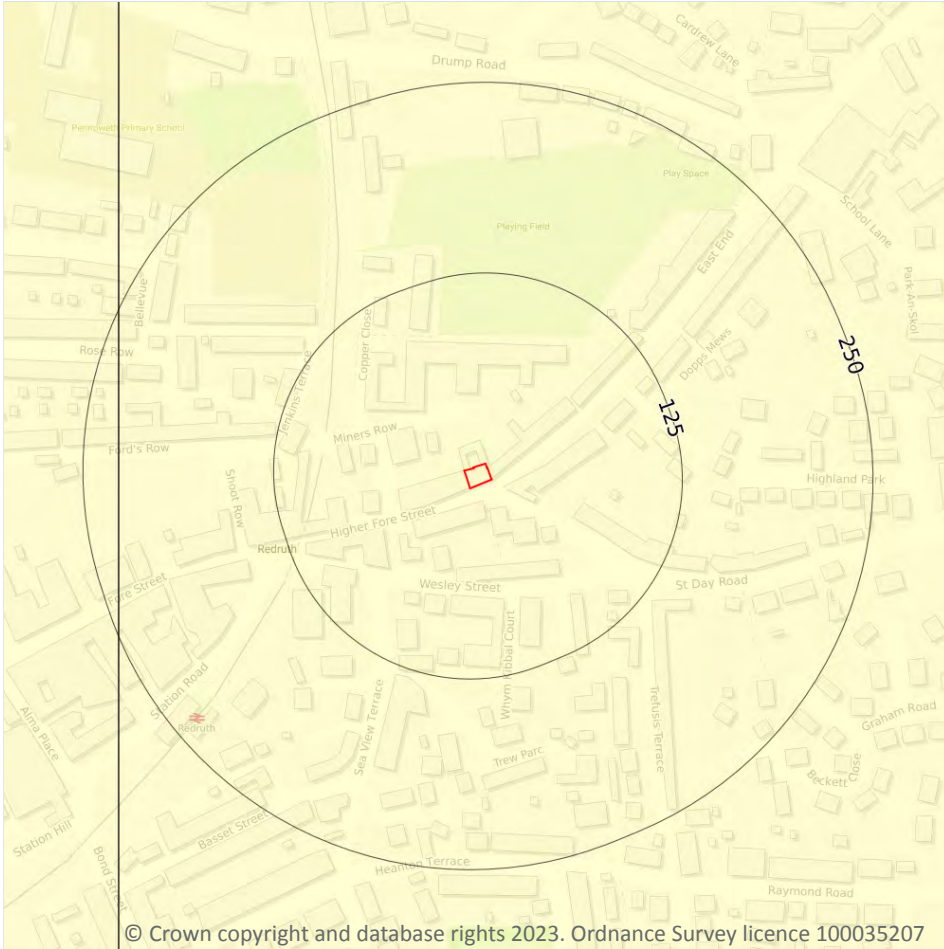 Cardrew Lane
Drump Road
Pennoweth Primary School
Play Space
School Lane
Playing Field
East End
Park-An-Skol
Bellevue
250
Copper Close
Dopps Mews
Rose Row
Jenkins Terrace
125
Miners Row
Ford's Row
Highland Park
Shoot Row
Higher Fore Street
Redruth
St Day Road
Wesley Street
Fore Street
Whym Kibbal Court
Station Road
Sea View Terrace
Trefusis Terrace
Graham Road
Redruth
Alma Place
Trew Parc
Beckett Close
Station Hill
Basset Street
Bond Street
Heanton Terrace
Raymond Road
© Crown copyright and database rights 2023. Ordnance Survey licence 100035207